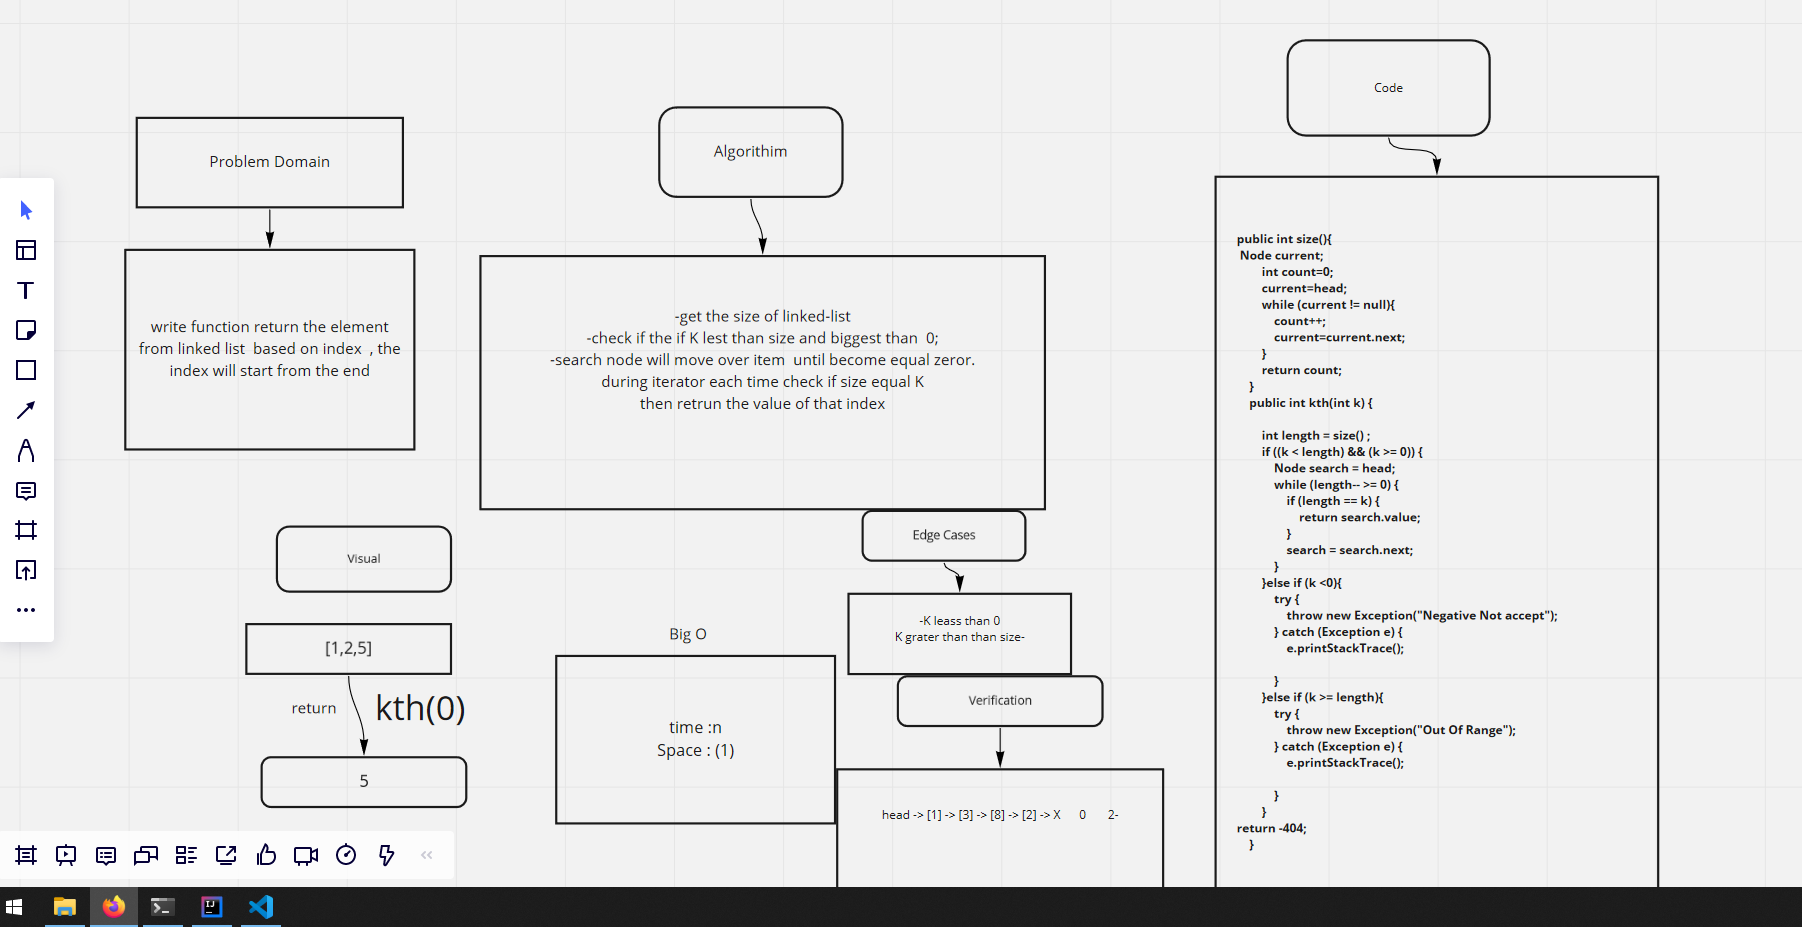 Problem Domain
write function return the element
from linked list  based on index  , the
index will start from the end
Algorithim
-get the size of linked-list
-check if the if K lest than size and biggest than  0;
-search node will move over item  until become equal zeror.
during iterator each time check if size equal K
then retrun the value of that index
Visual
[1,2,5]
return
kth(0)
5
Big O
time :n
Space : (1)
Edge Cases
-K leass than 0
K grater than than size-
Verification
head -> [1] -> [3] -> [8] -> [2] -> X      0      2-
Code
public int size(){
Node current;
int count=0;
current=head;
while (current != null){
count++;
current=current.next;
}
return count;
}
public int kth(int k) {
int length = size() ;
if ((k < length) && (k >= 0)) {
Node search = head;
while (length-- >= 0) {
if (length == k) {
return search.value;
}
search = search.next;
}
}else if (k <0){
try {
throw new Exception("Negative Not accept");
} catch (Exception e) {
e.printStackTrace();
}
}else if (k >= length){
try {
throw new Exception("Out Of Range");
} catch (Exception e) {
e.printStackTrace();
}
}
return -404;
}